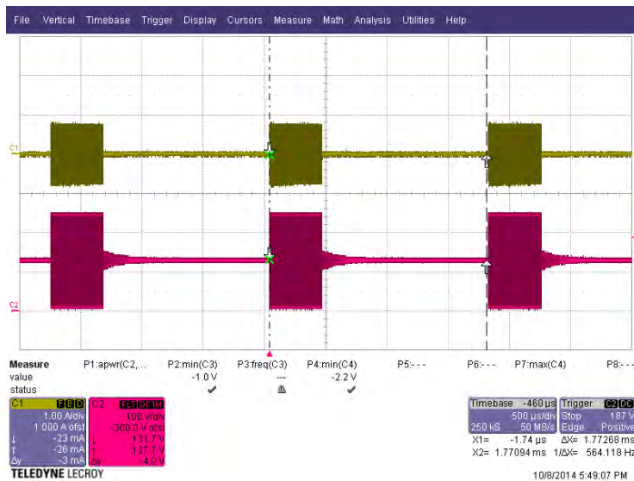 File Vertical Timebase Trigger Display Cursors Measure Math Analysis Utilities Help
C1
C2
Measure P1:apwr(C2,... P2:min(C3) P3:freq(C3) P4:min(C4) P5:- - - P6:- - - P7:max(C4) P8:- - -
value -1.0 V --- -2.2 V
status
C1
1.00 A/div
1.000 A ofst
-23 mA
-26 mA
Δy -3 mA
C2
100 V/div
-300.0 V ofst
131.7 V
127.7 V
Δy -4.0 V
Timebase -460 µs
500 µs/div
250 kS 50 MS/s
Trigger C2 DC
Stop 187 V
Edge Positive
X1= -1.74 µs ΔX= 1.77268 ms
X2= 1.77094 ms 1/ΔX= 564.118 Hz
TELEDYNE LECROY
10/8/2014 5:49:07 PM